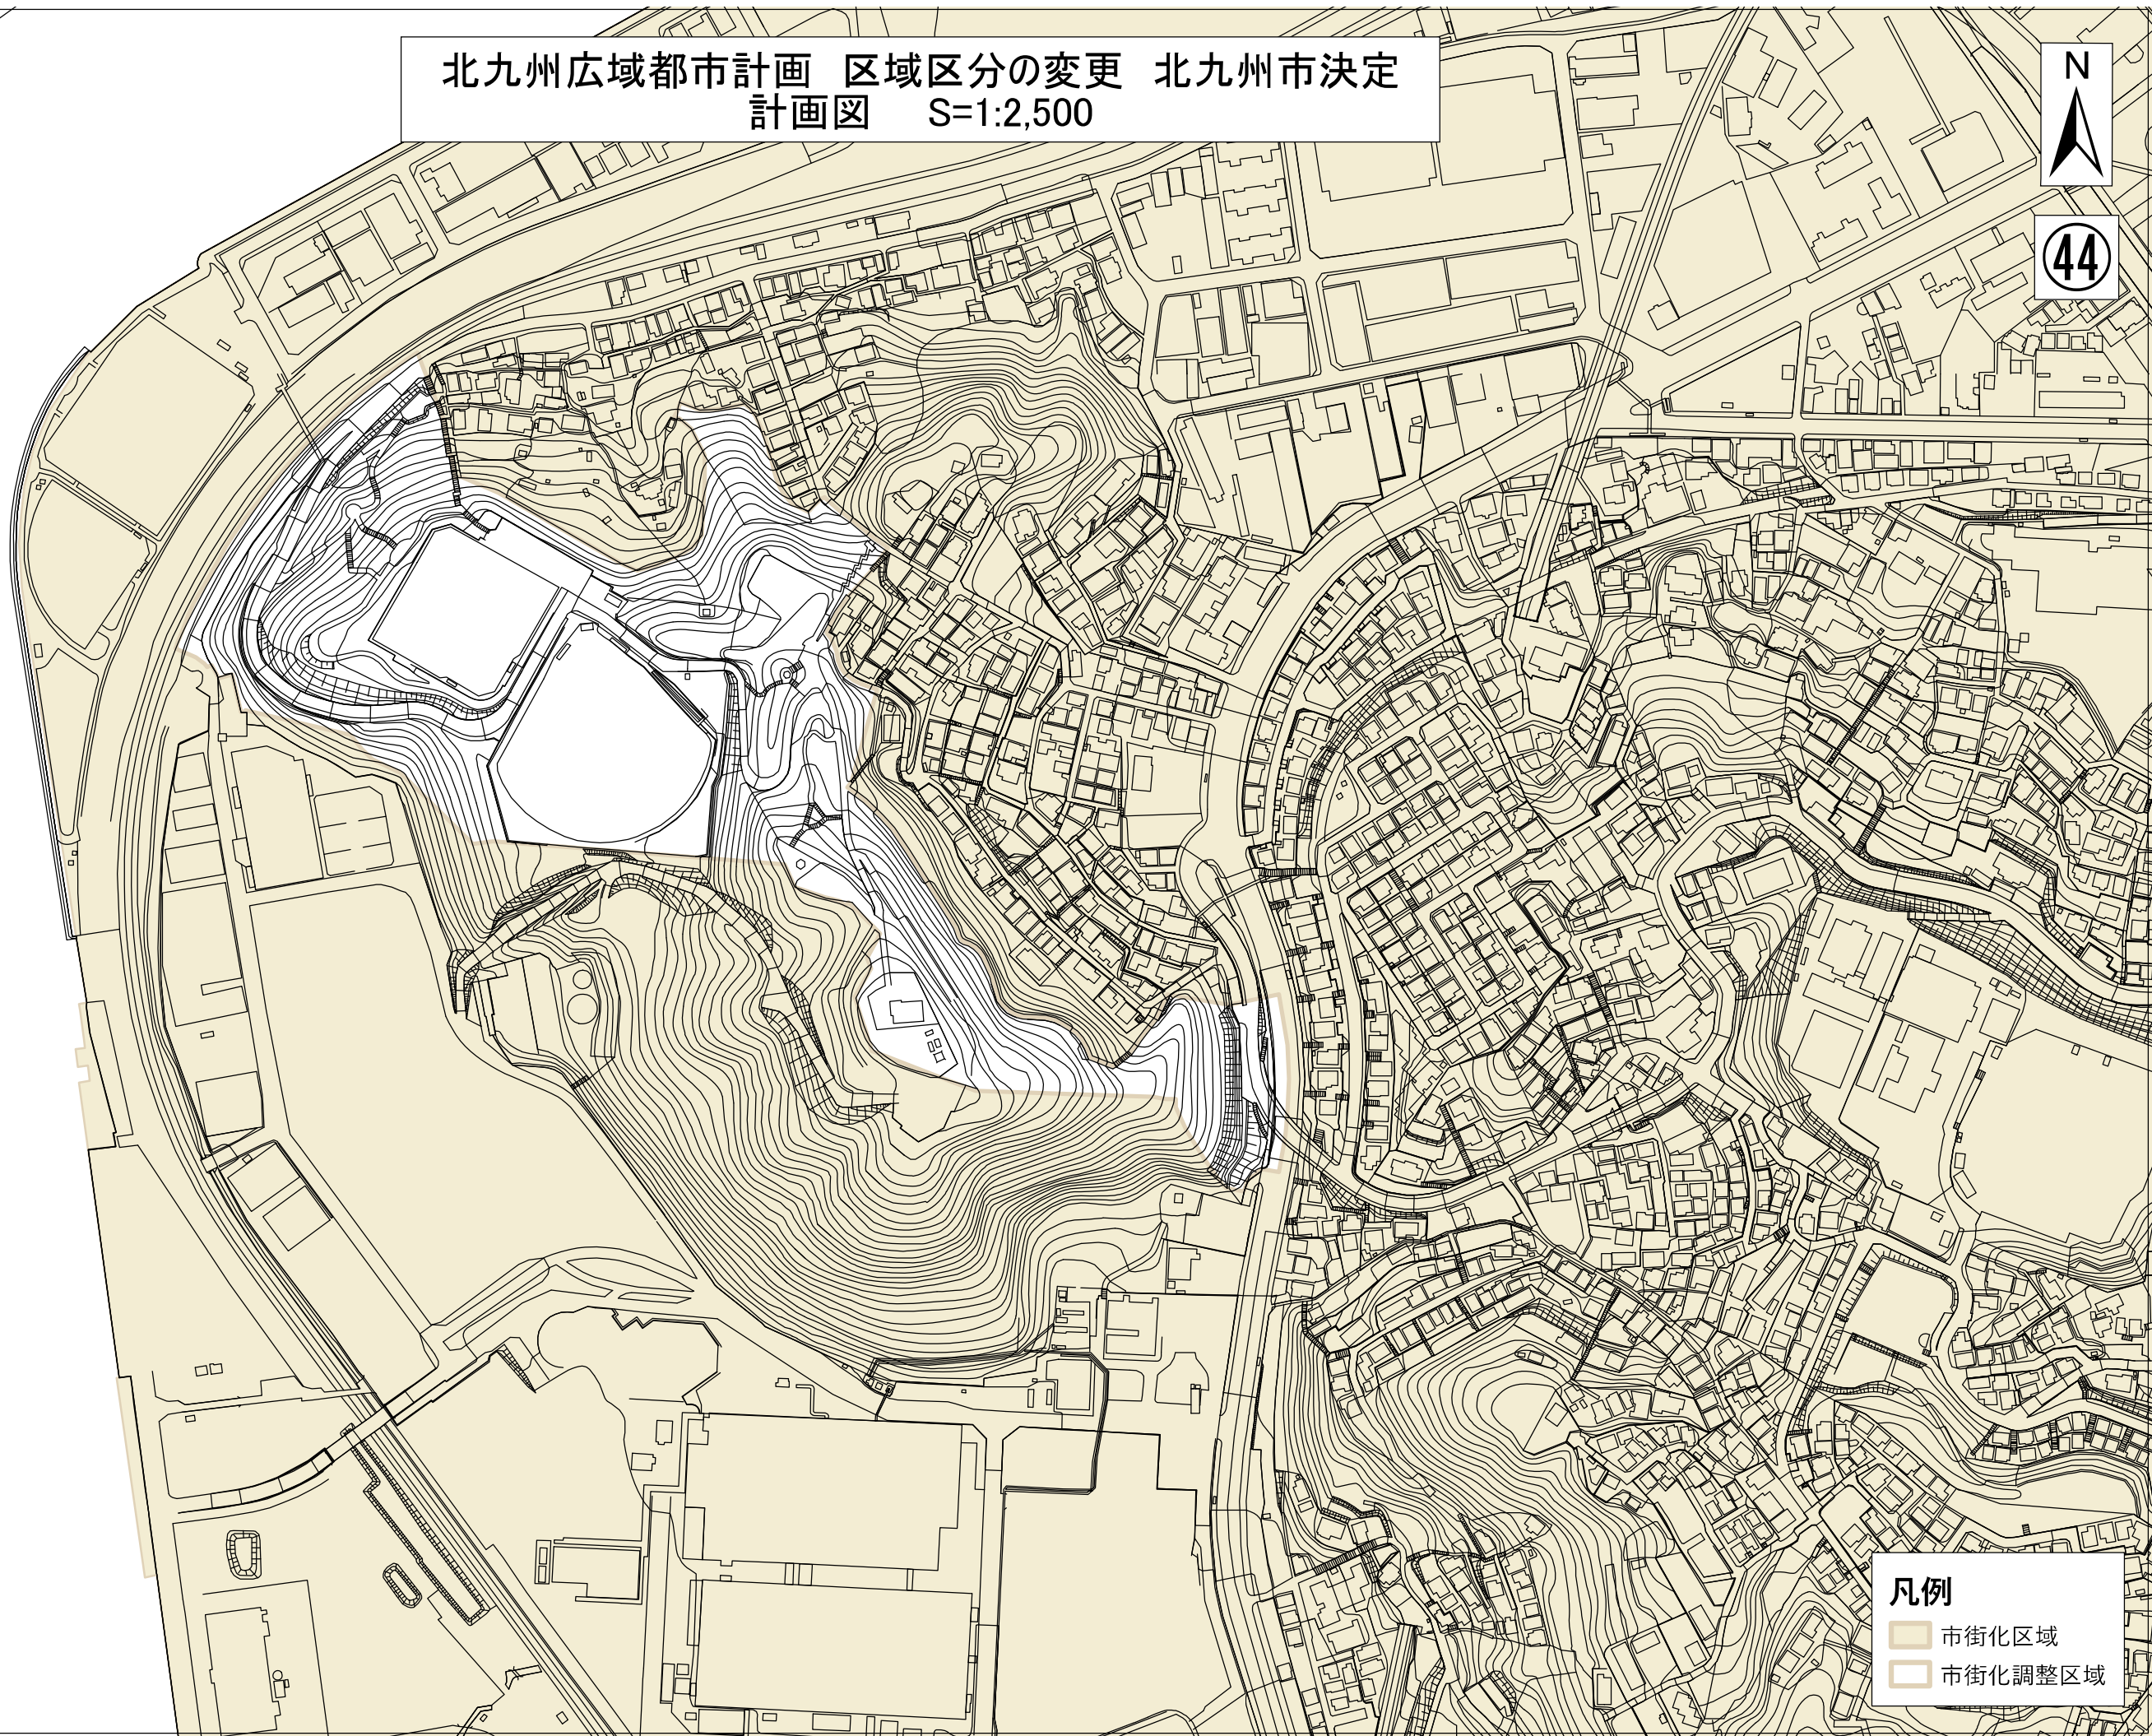 北九州広域都市計画　区域区分の変更　北九州市決定
計画図　S=1:2,500
N
44
凡例
市街化区域
市街化調整区域